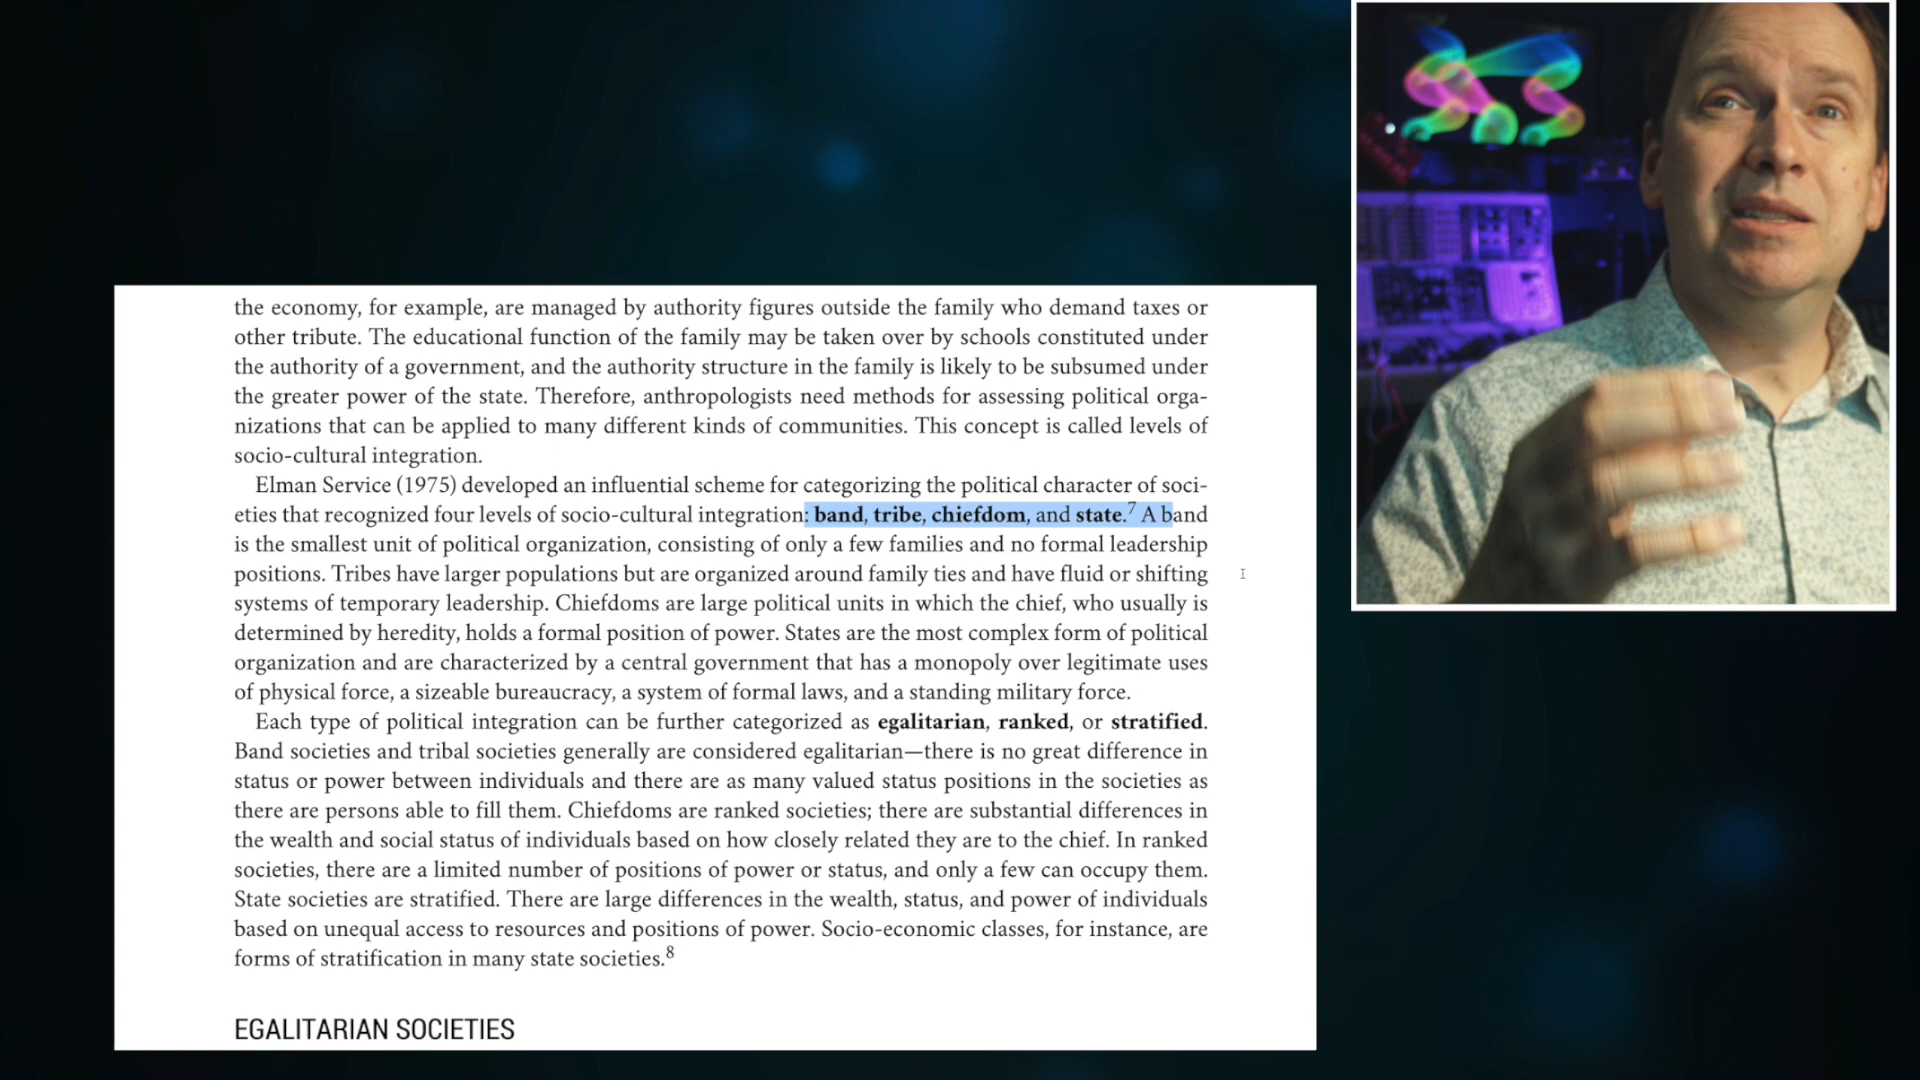 the economy, for example, are managed by authority figures outside the family who demand taxes or
other tribute. The educational function of the family may be taken over by schools constituted under
the authority of a government, and the authority structure in the family is likely to be subsumed under
the greater power of the state. Therefore, anthropologists need methods for assessing political orga-
nizations that can be applied to many different kinds of communities. This concept is called levels of
socio-cultural integration.
Elman Service (1975) developed an influential scheme for categorizing the political character of soci-
eties that recognized four levels of socio-cultural integration: band, tribe, chiefdom, and state.7 A band
is the smallest unit of political organization, consisting of only a few families and no formal leadership
positions. Tribes have larger populations but are organized around family ties and have fluid or shifting
systems of temporary leadership. Chiefdoms are large political units in which the chief, who usually is
determined by heredity, holds a formal position of power. States are the most complex form of political
organization and are characterized by a central government that has a monopoly over legitimate uses
of physical force, a sizeable bureaucracy, a system of formal laws, and a standing military force.
Each type of political integration can be further categorized as egalitarian, ranked, or stratified.
Band societies and tribal societies generally are considered egalitarian—there is no great difference in
status or power between individuals and there are as many valued status positions in the societies as
there are persons able to fill them. Chiefdoms are ranked societies; there are substantial differences in
the wealth and social status of individuals based on how closely related they are to the chief. In ranked
societies, there are a limited number of positions of power or status, and only a few can occupy them.
State societies are stratified. There are large differences in the wealth, status, and power of individuals
based on unequal access to resources and positions of power. Socio-economic classes, for instance, are
forms of stratification in many state societies.8
EGALITARIAN SOCIETIES